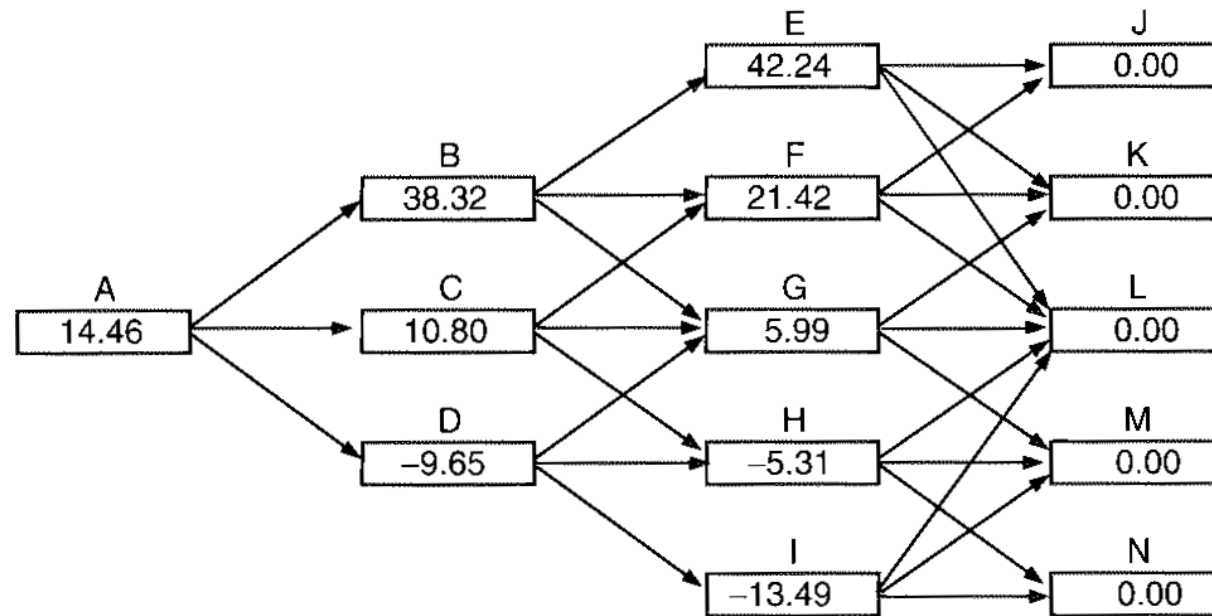 E J
42.24 0.00
B F K
38.32 21.42 0.00
A C G L
14.46 10.80 5.99 0.00
D H M
−9.65 −5.31 0.00
I N
−13.49 0.00